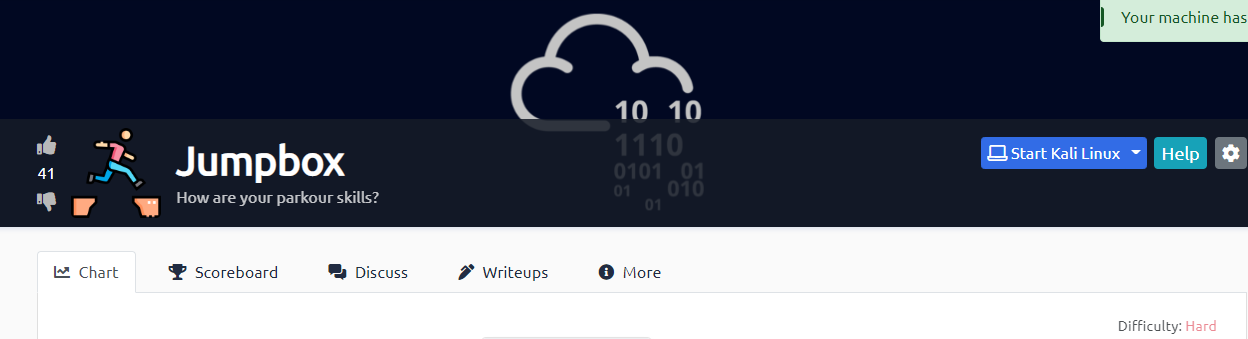 Your machine has
10 10
1110
0101 01
01 010
01
41
Jumpbox
How are your parkour skills?
Start Kali Linux
Help
Chart
Scoreboard
Discuss
Writeups
More
Difficulty: Hard